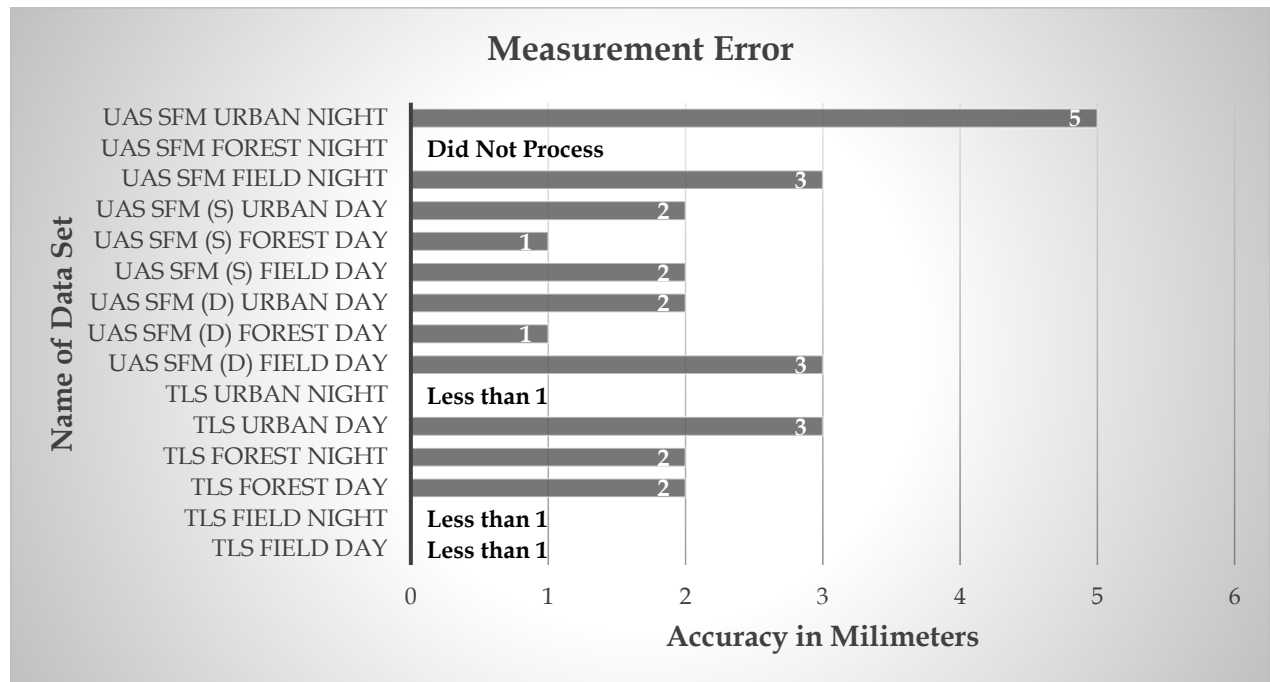 Measurement Error
Name of Data Set
UAS SFM URBAN NIGHT 5
UAS SFM FOREST NIGHT Did Not Process
UAS SFM FIELD NIGHT 3
UAS SFM (S) URBAN DAY 2
UAS SFM (S) FOREST DAY 1
UAS SFM (S) FIELD DAY 2
UAS SFM (D) URBAN DAY 2
UAS SFM (D) FOREST DAY 1
UAS SFM (D) FIELD DAY 3
TLS URBAN NIGHT Less than 1
TLS URBAN DAY 3
TLS FOREST NIGHT 2
TLS FOREST DAY 2
TLS FIELD NIGHT Less than 1
TLS FIELD DAY Less than 1
0 1 2 3 4 5 6
Accuracy in Milimeters